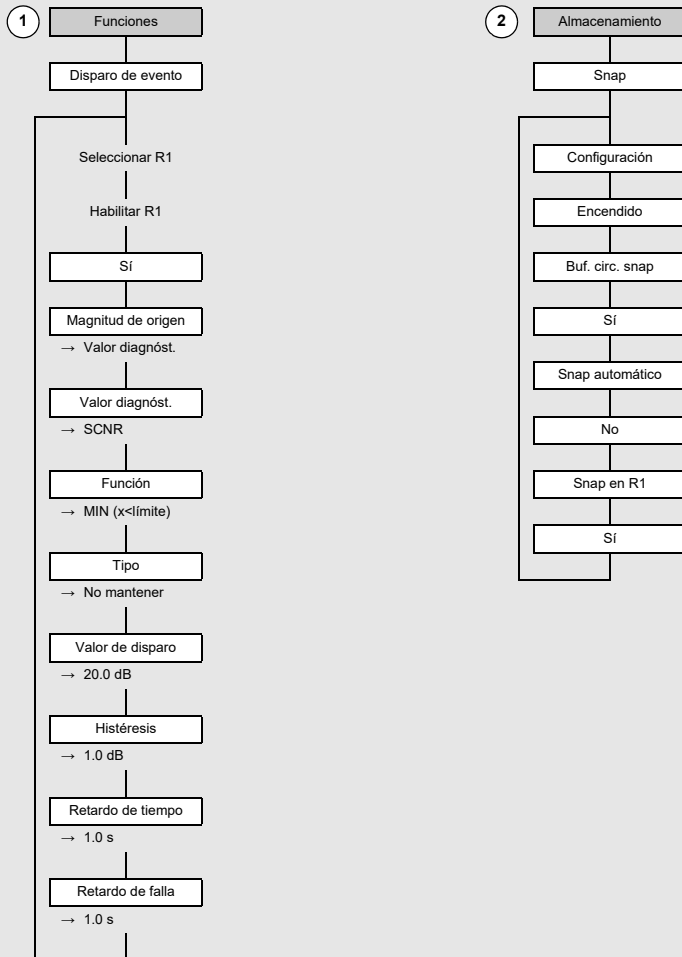 1
Funciones
Disparo de evento
Seleccionar R1
Habilitar R1
Sí
Magnitud de origen
→ Valor diagnóst.
Valor diagnóst.
→ SCNR
Función
→ MIN (x<límite)
Tipo
→ No mantener
Valor de disparo
→ 20.0 dB
Histéresis
→ 1.0 dB
Retardo de tiempo
→ 1.0 s
Retardo de falla
→ 1.0 s
2
Almacenamiento
Snap
Configuración
Encendido
Buf. circ. snap
Sí
Snap automático
No
Snap en R1
Sí